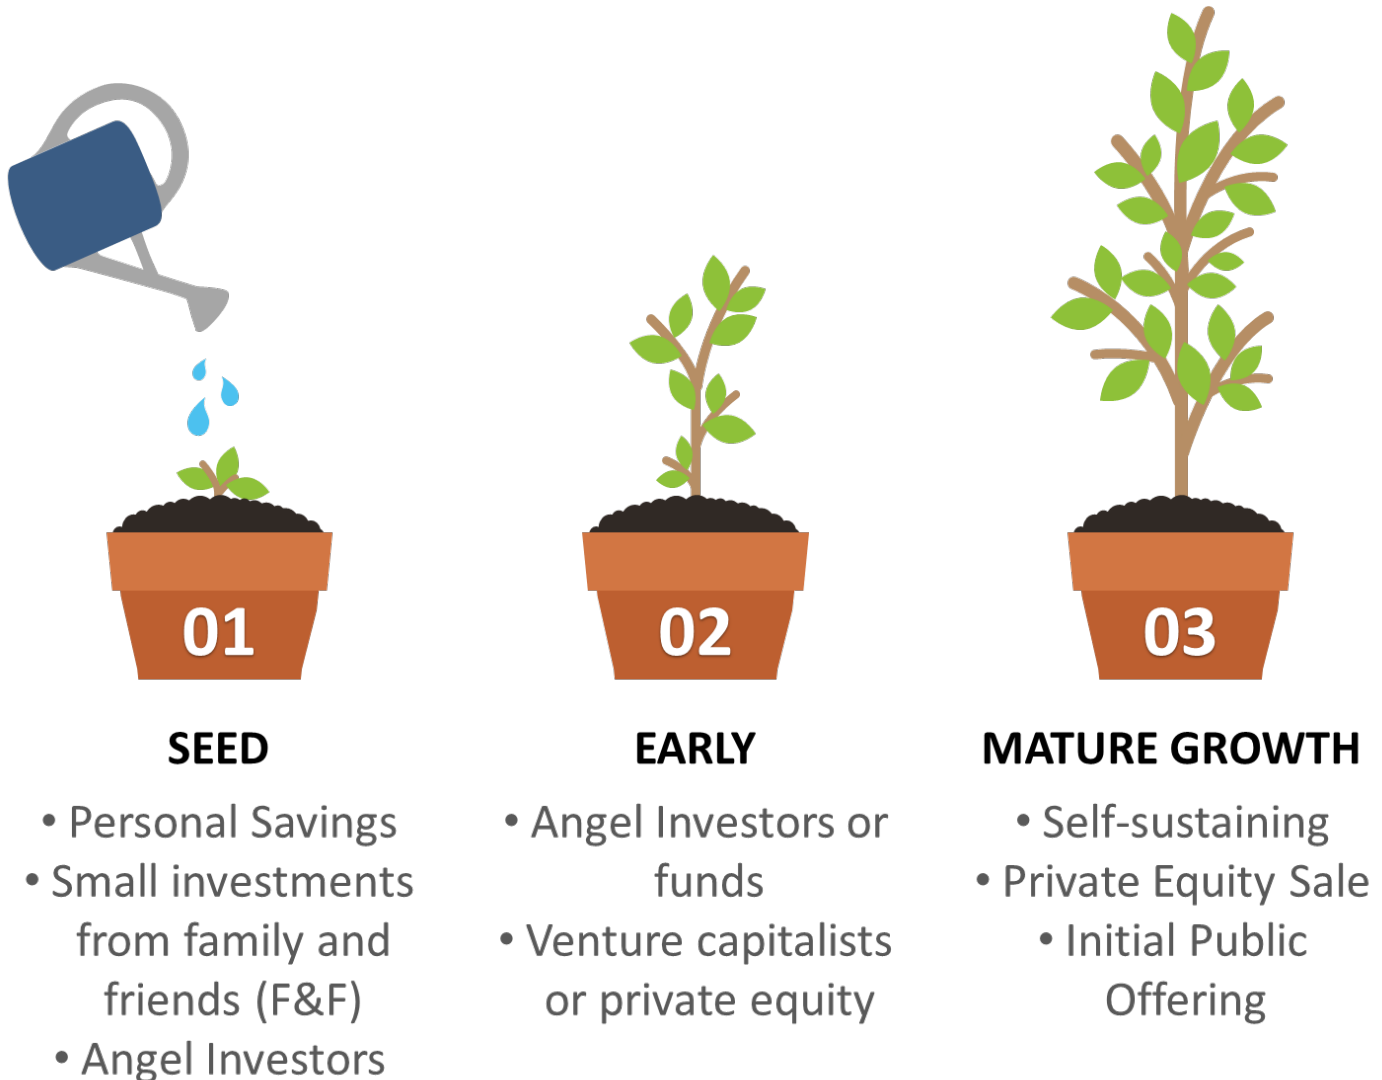 01
SEED
• Personal Savings
• Small investments
from family and
friends (F&F)
• Angel Investors
02
EARLY
• Angel Investors or
funds
• Venture capitalists
or private equity
03
MATURE GROWTH
• Self-sustaining
• Private Equity Sale
• Initial Public
Offering